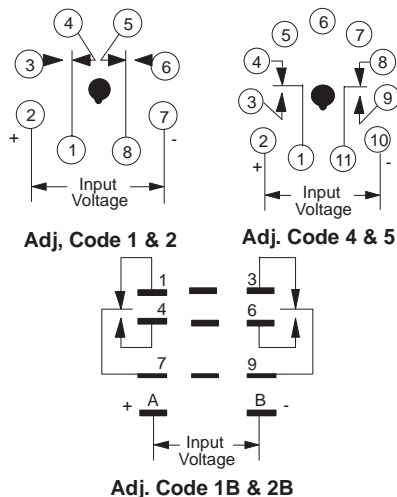 4 5
3 6
2 7
+ -
1 8
Input
Voltage
Adj, Code 1 & 2
6
5 7
4 8
3 9
2 10
1 11
+ -
Input
Voltage
Adj. Code 4 & 5
1 3
4 6
7 9
+ A B -
Input
Voltage
Adj. Code 1B & 2B